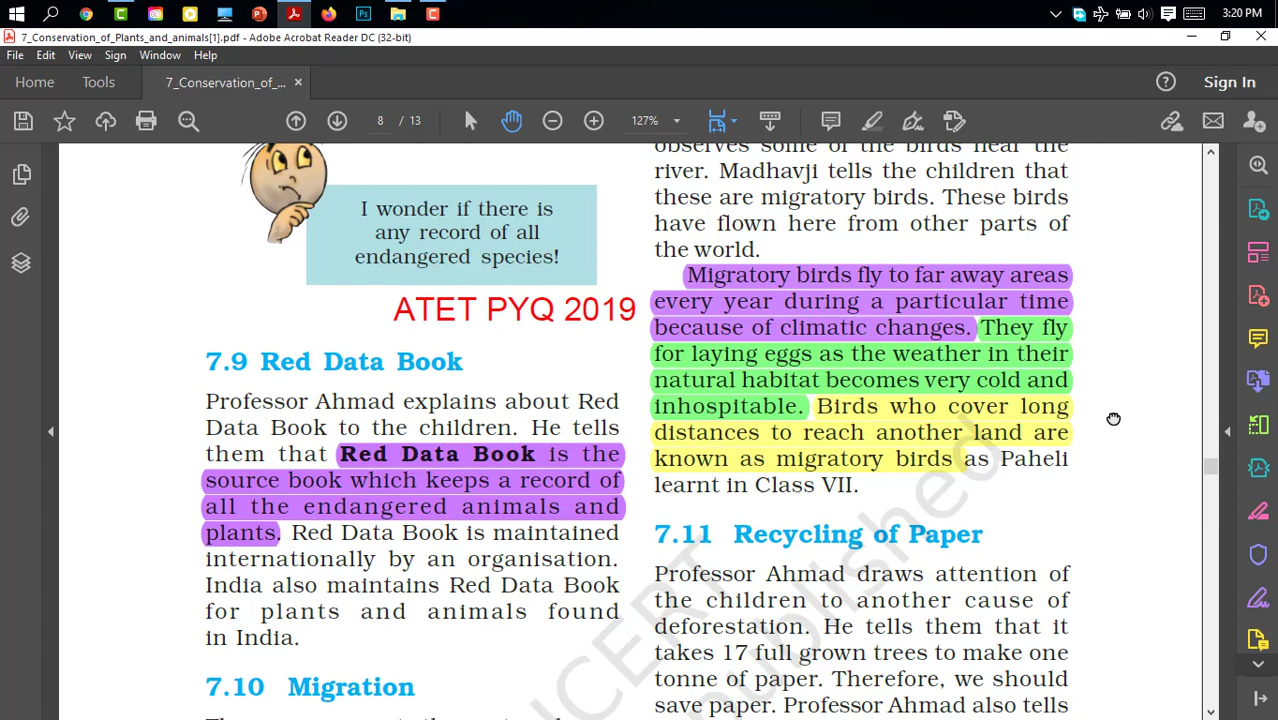 3:20 PM
7_Conservation_of_Plants_and_animals[1].pdf - Adobe Acrobat Reader DC (32-bit)
File Edit View Sign Window Help
Home Tools 7_Conservation_of_... × Sign In
8 / 13 127%
I wonder if there is
any record of all
endangered species!
ATET PYQ 2019
7.9 Red Data Book
Professor Ahmad explains about Red
Data Book to the children. He tells
them that Red Data Book is the
source book which keeps a record of
all the endangered animals and
plants. Red Data Book is maintained
internationally by an organisation.
India also maintains Red Data Book
for plants and animals found
in India.
7.10 Migration
observes some of the birds near the
river. Madhavji tells the children that
these are migratory birds. These birds
have flown here from other parts of
the world.
Migratory birds fly to far away areas
every year during a particular time
because of climatic changes. They fly
for laying eggs as the weather in their
natural habitat becomes very cold and
inhospitable. Birds who cover long
distances to reach another land are
known as migratory birds as Paheli
learnt in Class VII.
7.11 Recycling of Paper
Professor Ahmad draws attention of
the children to another cause of
deforestation. He tells them that it
takes 17 full grown trees to make one
tonne of paper. Therefore, we should
save paper. Professor Ahmad also tells